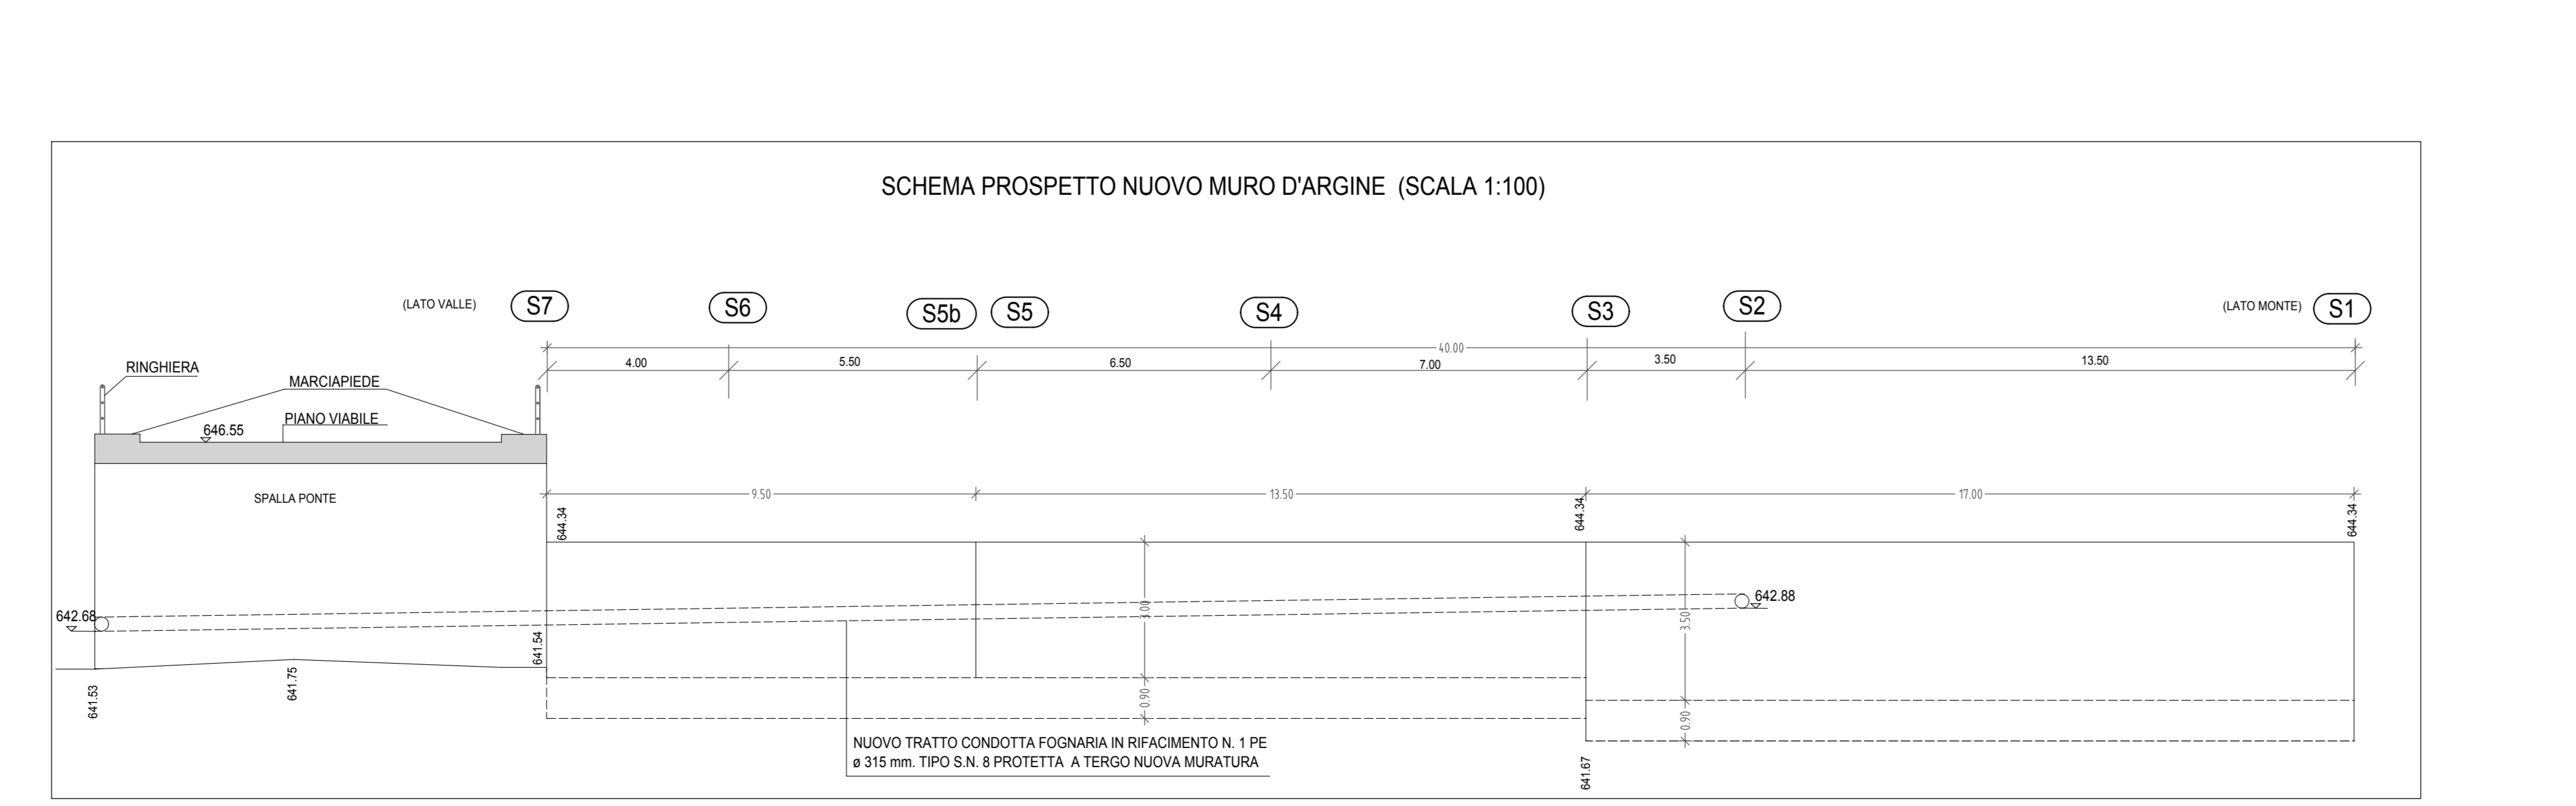 SCHEMA PROSPETTO NUOVO MURO D'ARGINE (SCALA 1:100)
(LATO VALLE) S7 S6 S5b S5 S4 S3 S2 (LATO MONTE) S1
40.00
4.00 5.50 6.50 7.00 3.50 13.50
RINGHIERA
MARCIAPIEDE
PIANO VIABILE
646.55
SPALLA PONTE
9.50 13.50 17.00
644.34 644.34 644.34
642.68 642.88
3.00 3.50
641.54
641.53 641.75
0.90 0.90
NUOVO TRATTO CONDOTTA FOGNARIA IN RIFACIMENTO N. 1 PE
ø 315 mm. TIPO S.N. 8 PROTETTA A TERGO NUOVA MURATURA
641.67